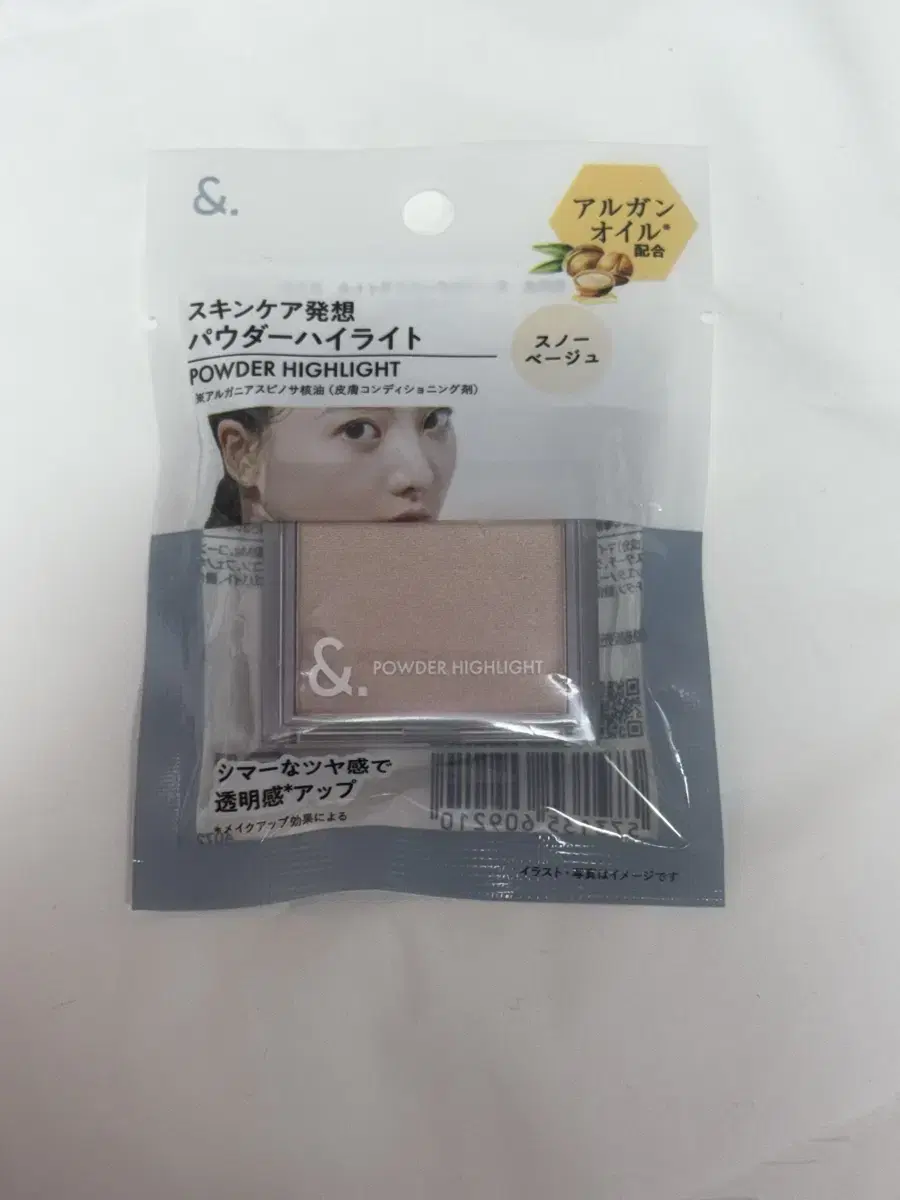 &.
アルガン
オイル※
配合
スキンケア発想
パウダーハイライト
POWDER HIGHLIGHT
※アルガニアスピノサ核油（皮膚コンディショニング剤）
スノー
ベージュ
&. POWDER HIGHLIGHT
シマーなツヤ感で
透明感*アップ
*メイクアップ効果による
577135 609210
イラスト・写真はイメージです